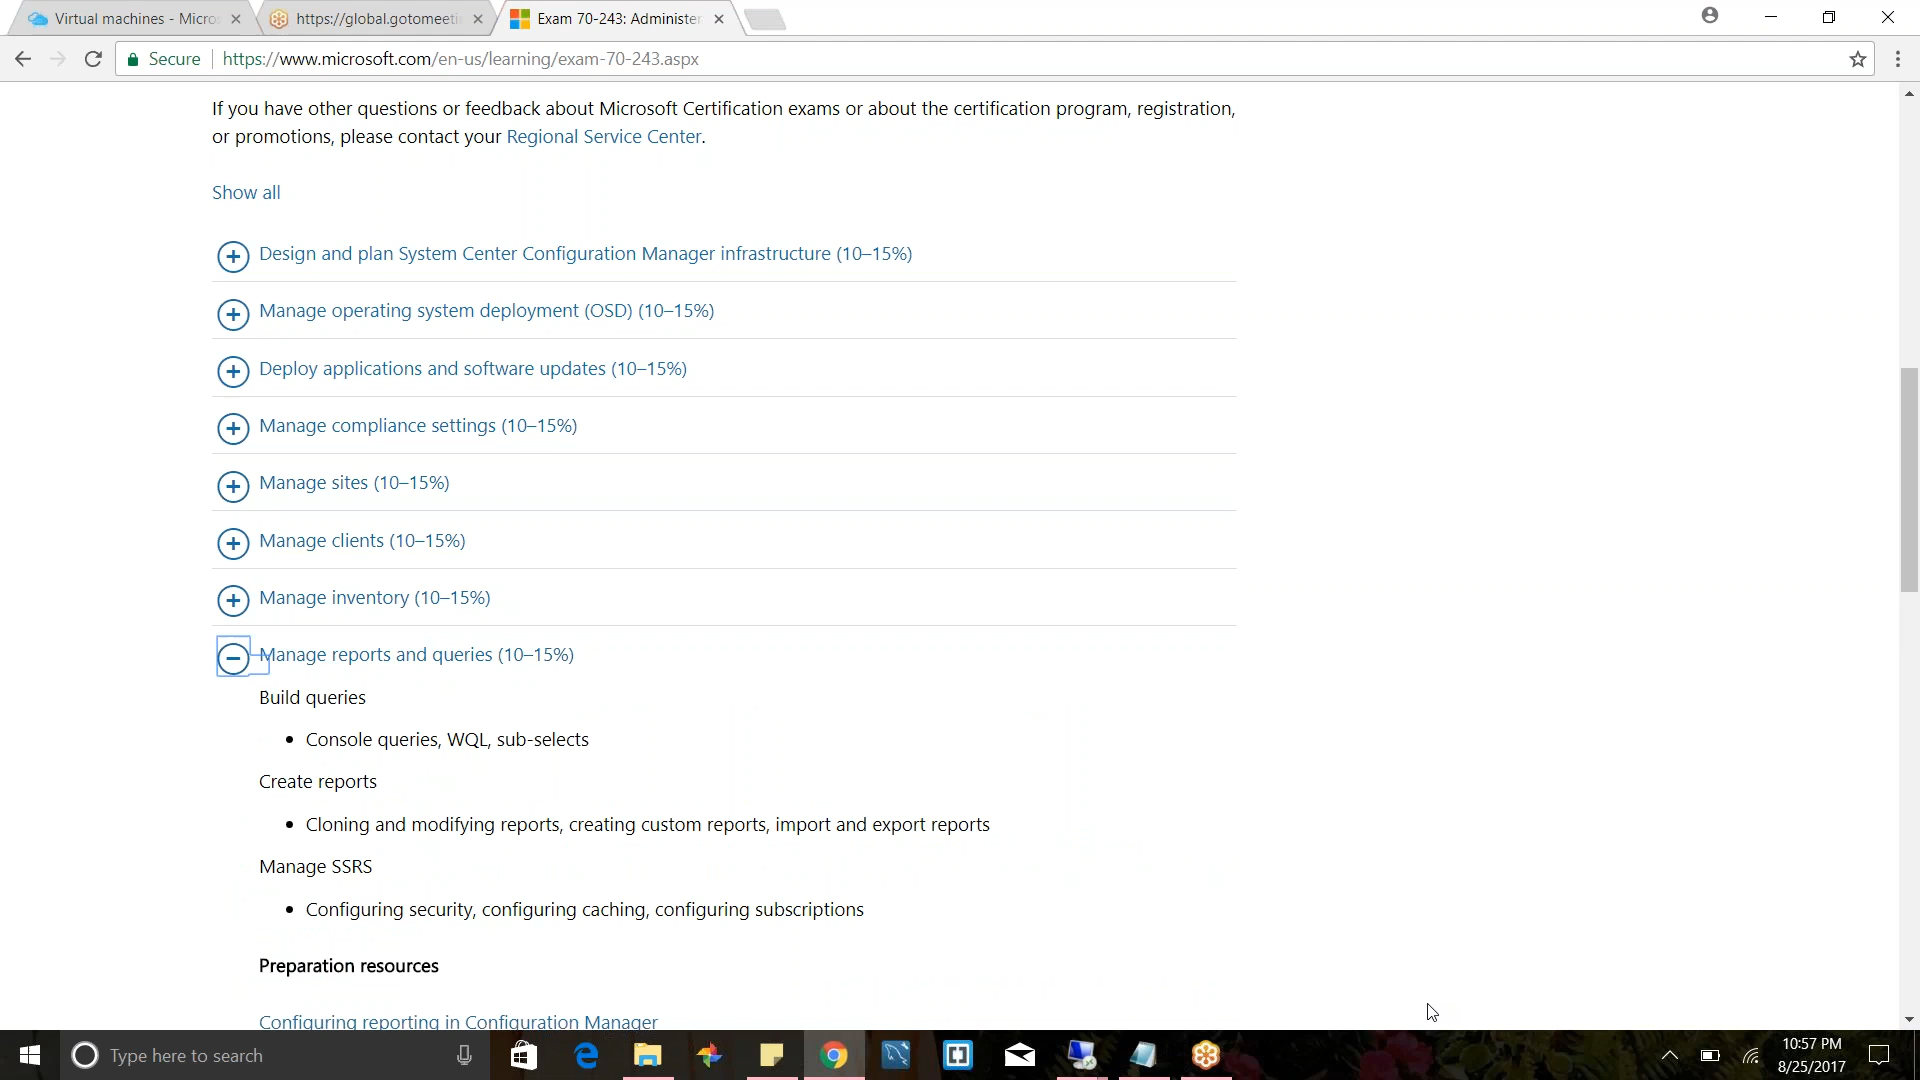 Virtual machines - Micro
https://global.gotomeeti
Exam 70-243: Administer
Secure
https://www.microsoft.com/en-us/learning/exam-70-243.aspx
If you have other questions or feedback about Microsoft Certification exams or about the certification program, registration,
or promotions, please contact your Regional Service Center.
Show all
Design and plan System Center Configuration Manager infrastructure (10–15%)
Manage operating system deployment (OSD) (10–15%)
Deploy applications and software updates (10–15%)
Manage compliance settings (10–15%)
Manage sites (10–15%)
Manage clients (10–15%)
Manage inventory (10–15%)
Manage reports and queries (10–15%)
Build queries
• Console queries, WQL, sub-selects
Create reports
• Cloning and modifying reports, creating custom reports, import and export reports
Manage SSRS
• Configuring security, configuring caching, configuring subscriptions
Preparation resources
Configuring reporting in Configuration Manager
Type here to search
10:57 PM
8/25/2017